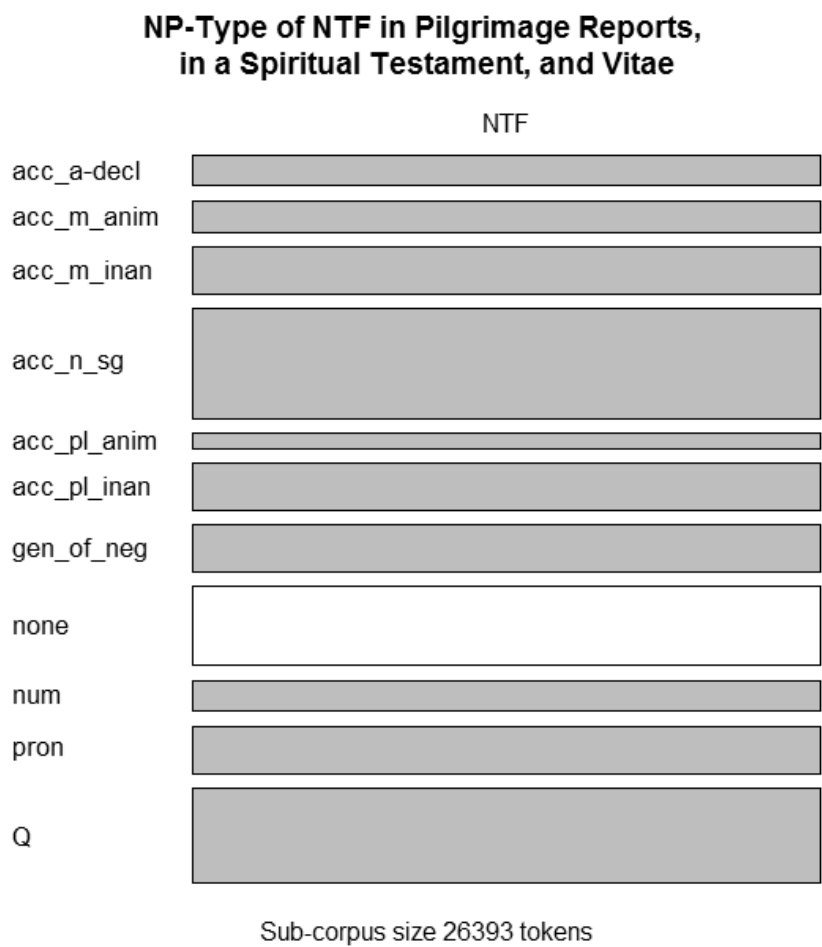 NP-Type of NTF in Pilgrimage Reports,
in a Spiritual Testament, and Vitae
NTF
acc_a-decl
acc_m_anim
acc_m_inan
acc_n_sg
acc_pl_anim
acc_pl_inan
gen_of_neg
none
num
pron
Q
Sub-corpus size 26393 tokens